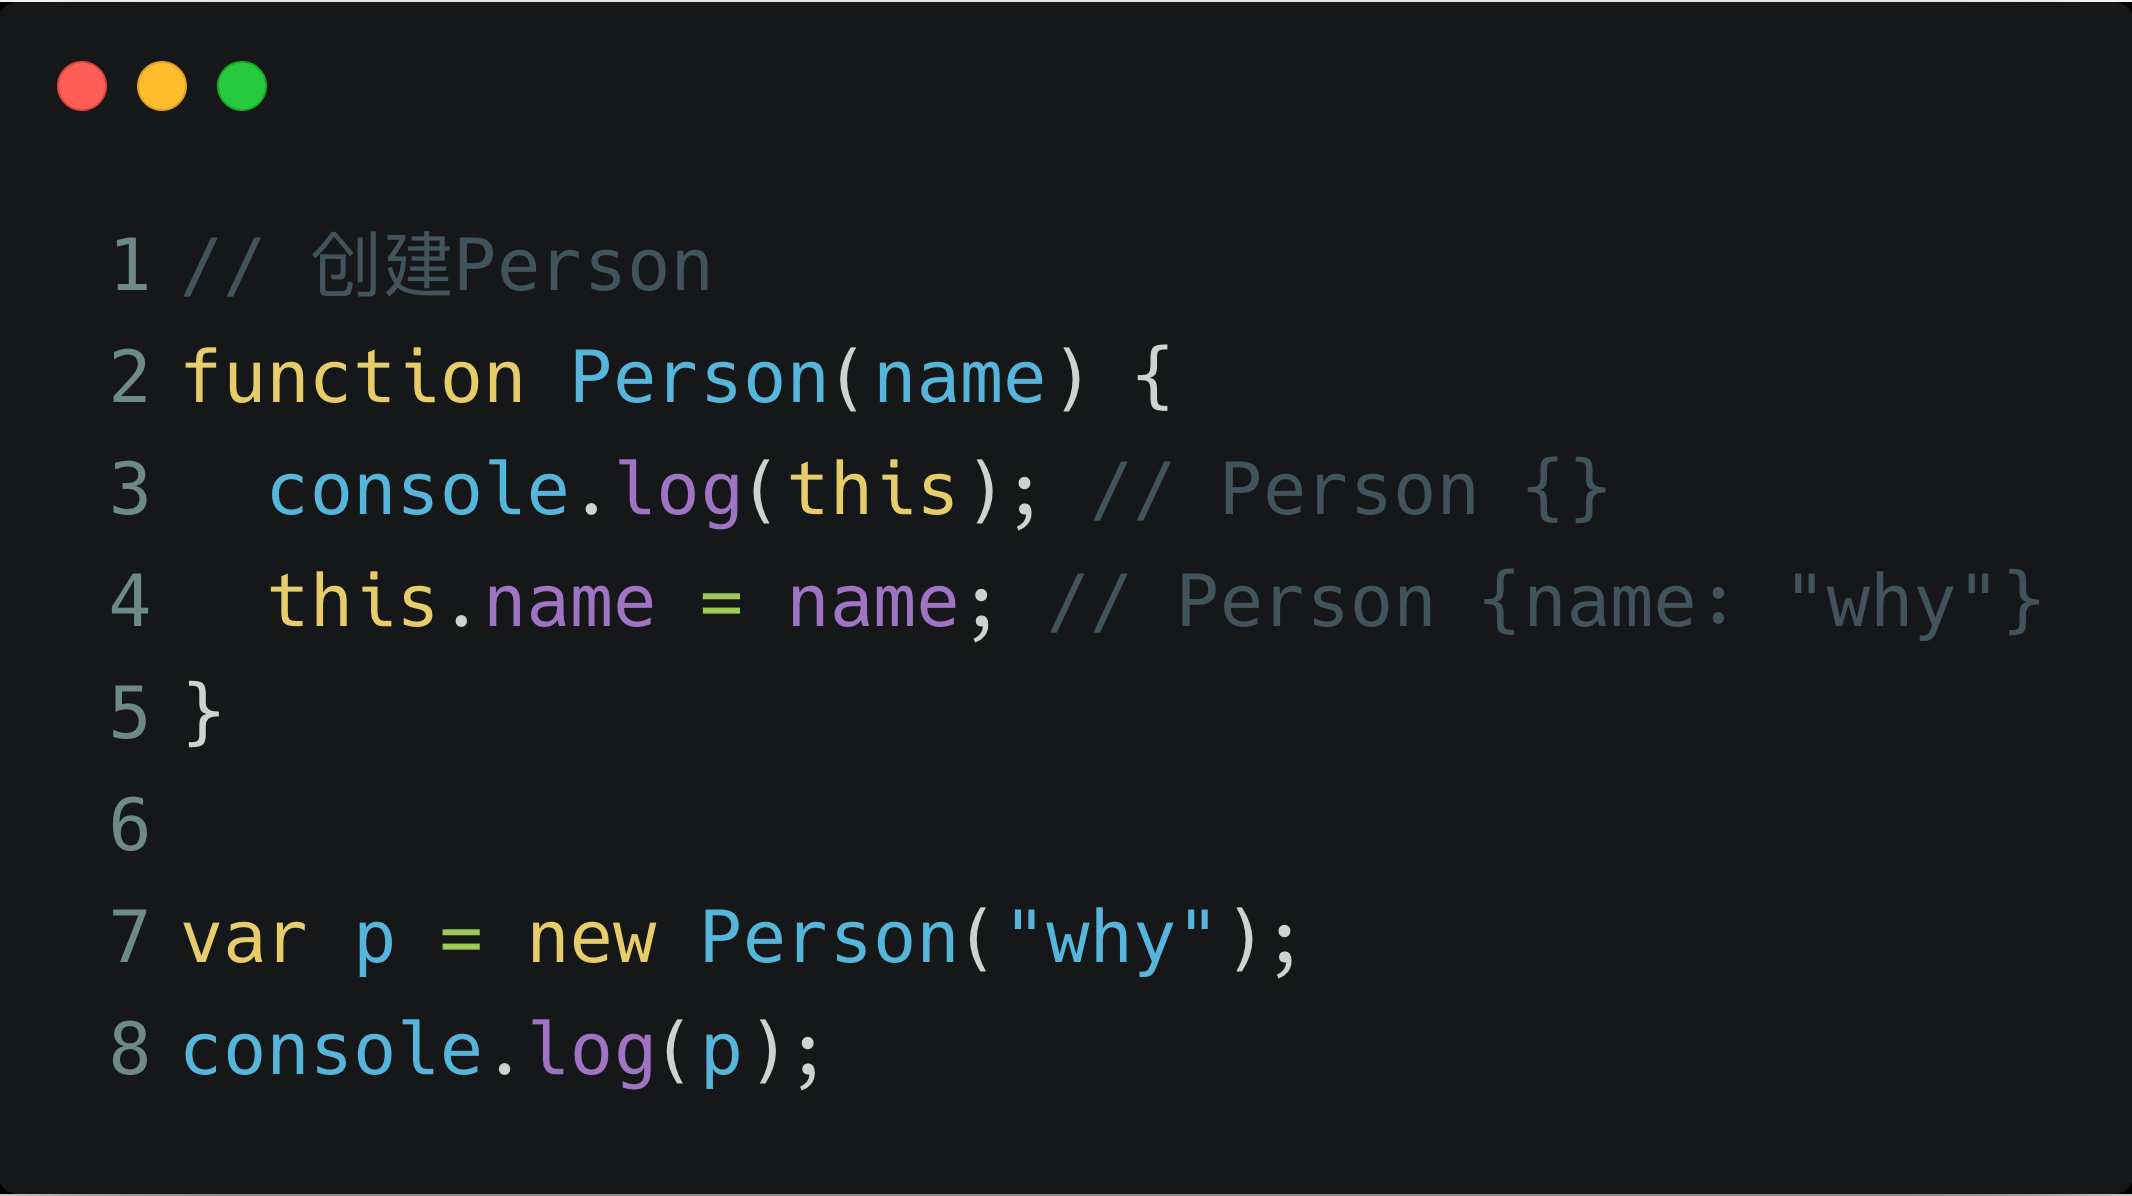 1 // 创建Person
2 function Person(name) {
3   console.log(this); // Person {}
4   this.name = name; // Person {name: "why"}
5 }
6
7 var p = new Person("why");
8 console.log(p);